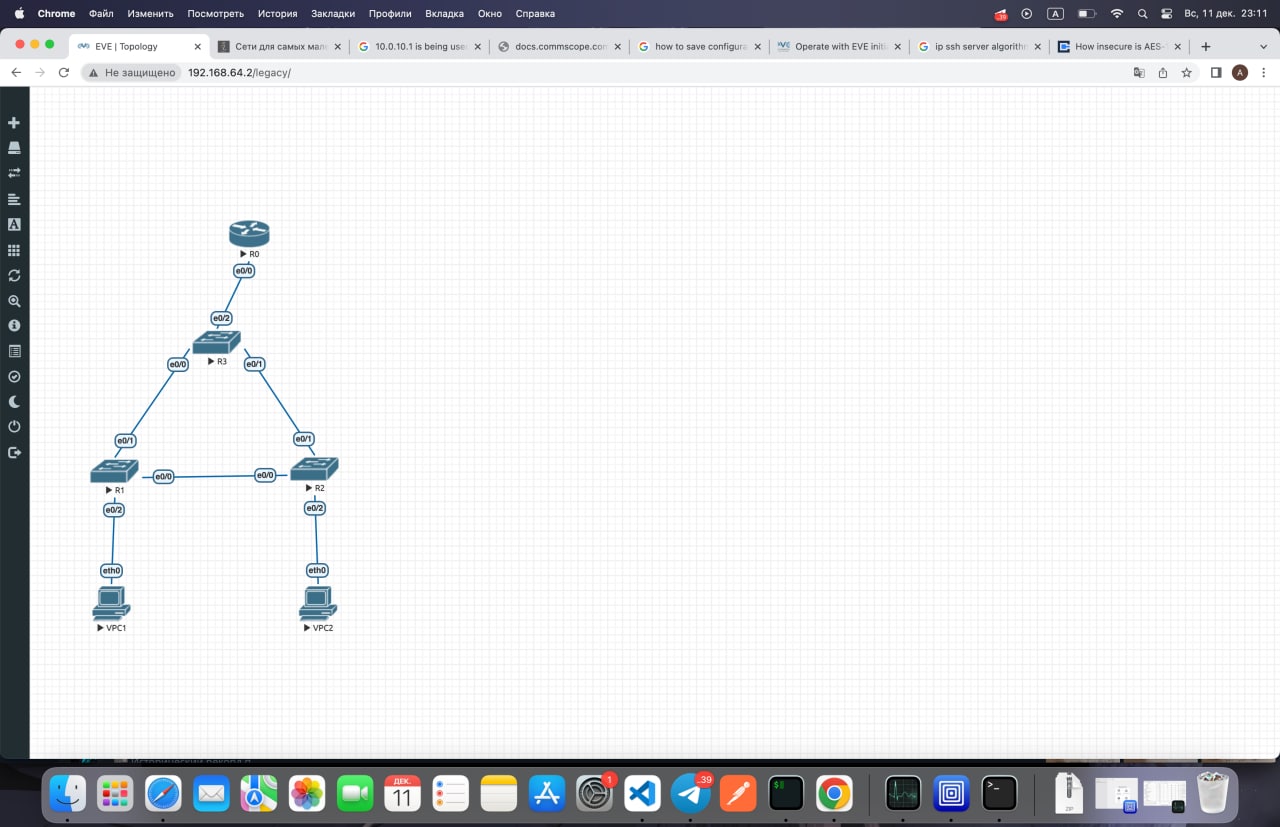 Chrome Файл Изменить Посмотреть История Закладки Профили Вкладка Окно Справка A Вс, 11 дек. 23:11
EVE | Topology Сети для самых мал 10.0.10.1 is being use docs.commscope.com how to save configura Operate with EVE initi ip ssh server algorithm How insecure is AES-
Не защищено 192.168.64.2/legacy/ A
R0
e0/0
e0/2
R3
e0/0 e0/1
e0/1 e0/1
e0/0 e0/0
R1 R2
e0/2 e0/2
eth0 eth0
VPC1 VPC2
ДЕК.
11
1
ZIP